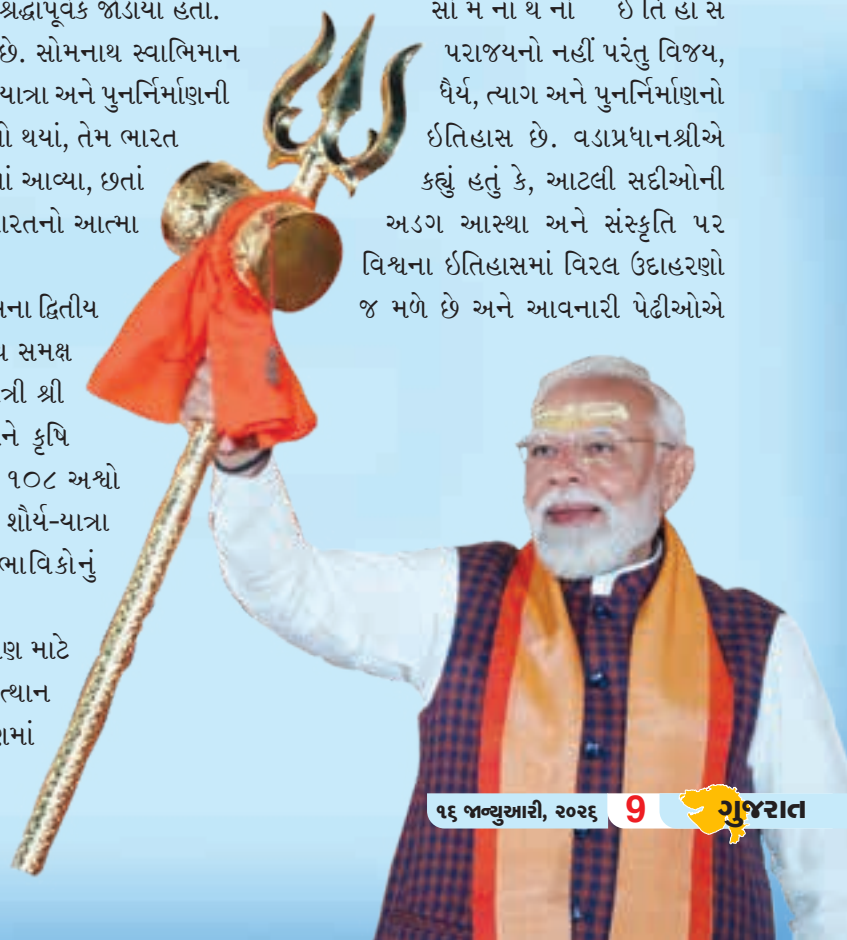 શ્રદ્ધાપૂર્વક જોડાયા હતા.
છે. સોમનાથ સ્વાભિમાન
યાત્રા અને પુનર્નિર્માણની
થયાં, તેમ ભારત
આવ્યા, છતાં
આત્મા
દ્વિતીય
સમક્ષ
શ્રી
કૃષિ
૧૦૮ અશ્વો
શૌર્ય-યાત્રા
ભાવિકોનું
માટે
સોમનાથનો ઇતિહાસ
પરાજયનો નહીં પરંતુ વિજય,
ધૈર્ય, ત્યાગ અને પુનર્નિર્માણનો
ઇતિહાસ છે. વડાપ્રધાનશ્રીએ
કહ્યું હતું કે, આટલી સદીઓની
અડગ આસ્થા અને સંસ્કૃતિ પર
વિશ્વના ઇતિહાસમાં વિરલ ઉદાહરણો
જ મળે છે અને આવનારી પેઢીઓએ
૧૬ જાન્યુઆરી, ૨૦૨૬ 9 ગુજરાત